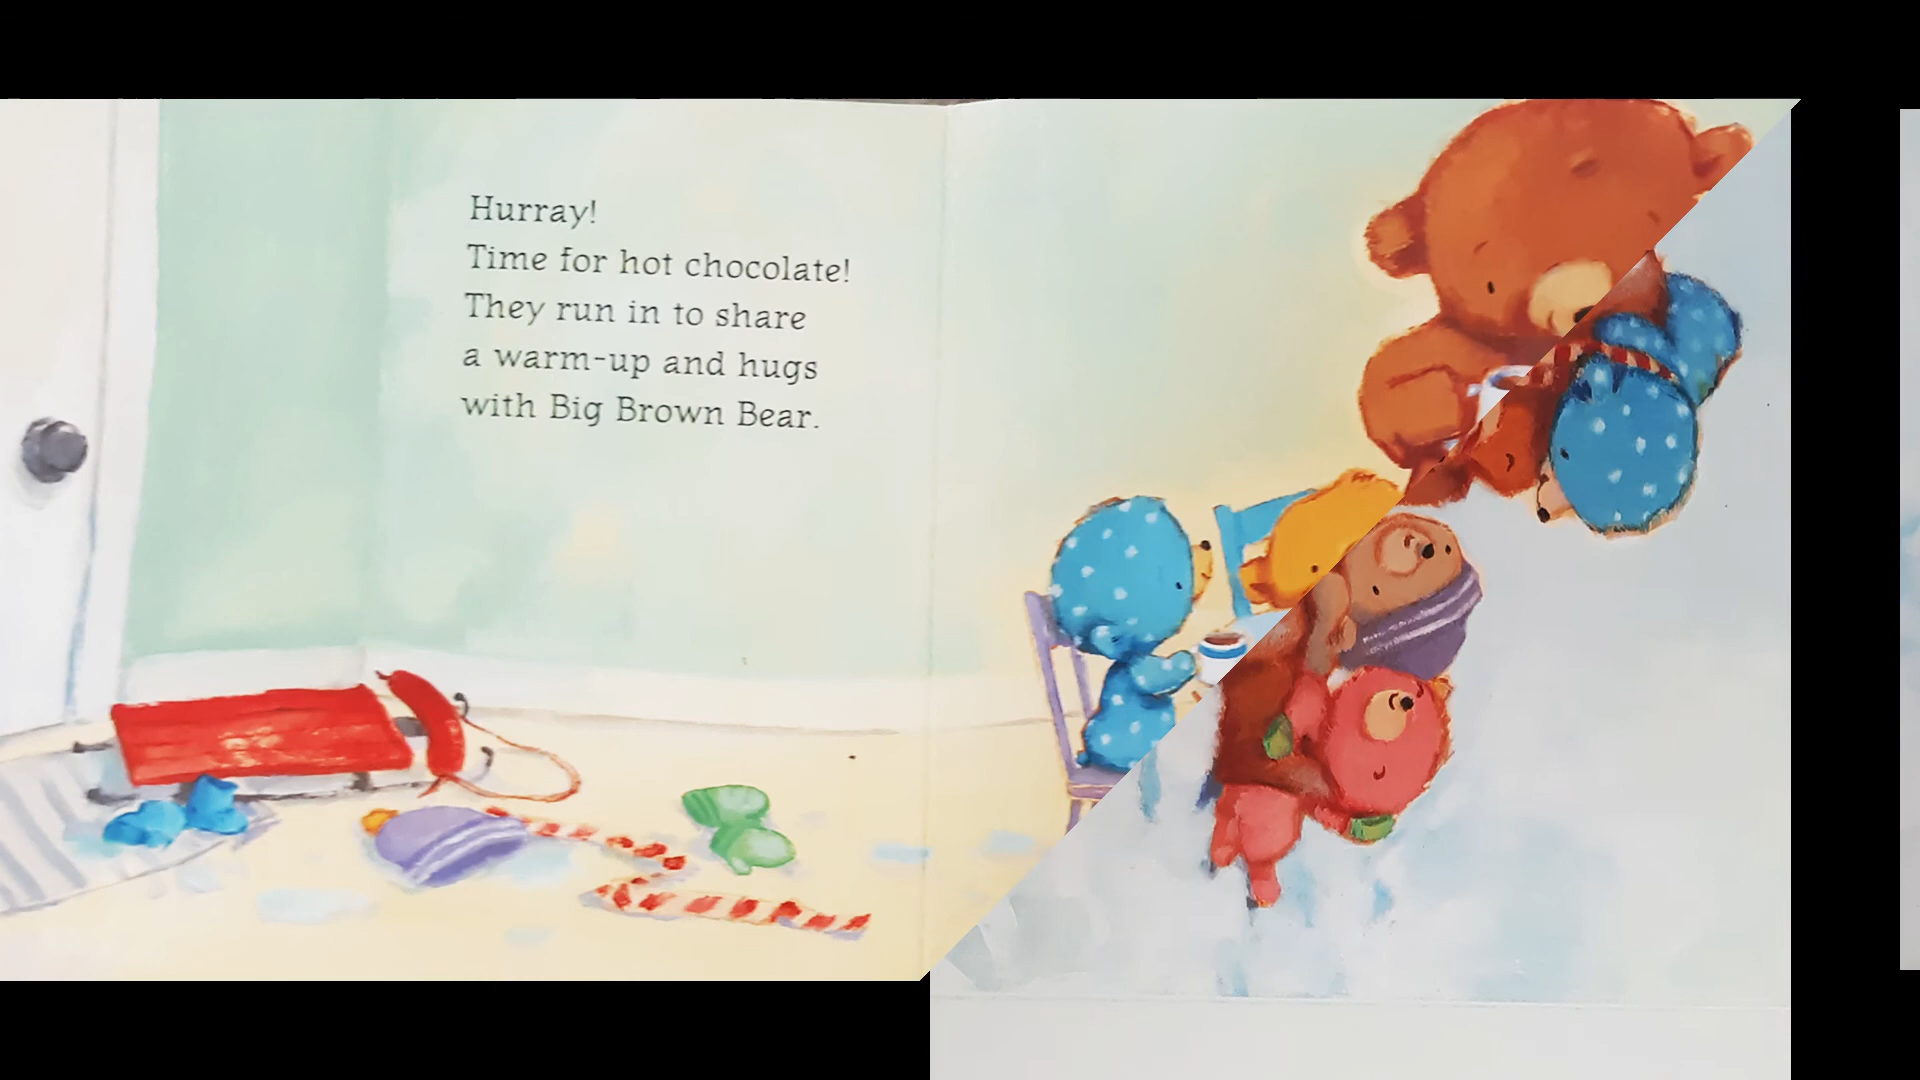 Hurray!
Time for hot chocolate!
They run in to share
a warm-up and hugs
with Big Brown Bear.